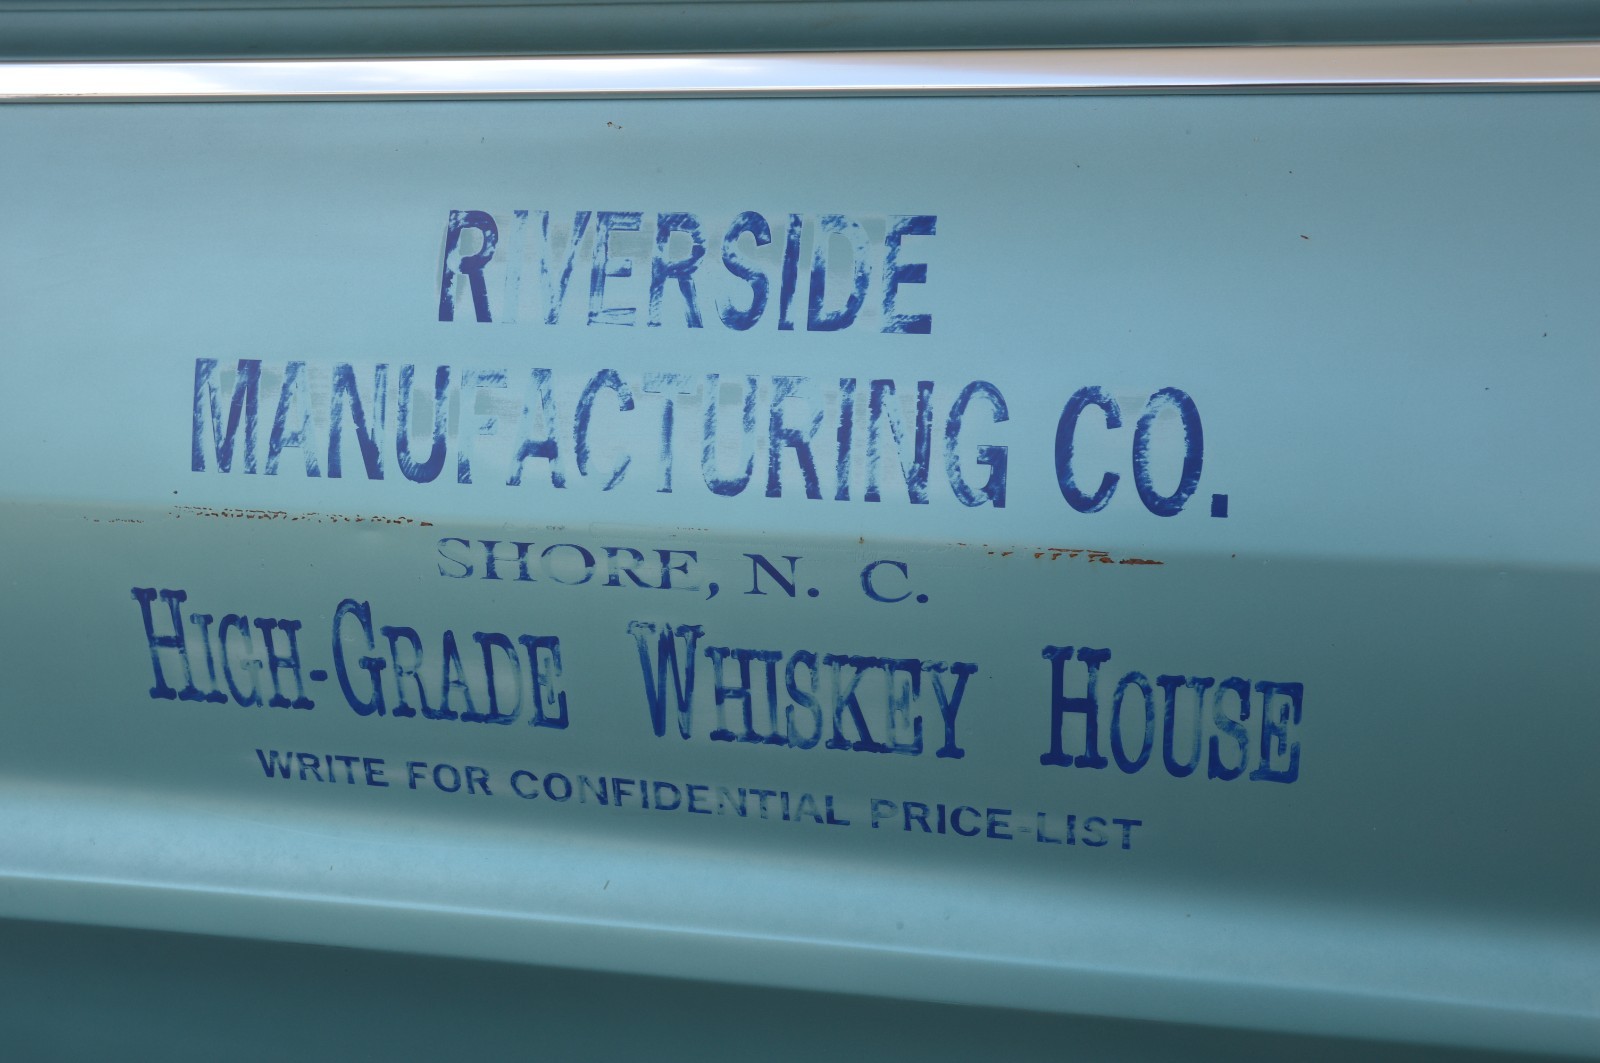 RIVERSIDE
MANUFACTURING CO.
SHORE, N. C.
HIGH-GRADE WHISKEY HOUSE
WRITE FOR CONFIDENTIAL PRICE-LIST